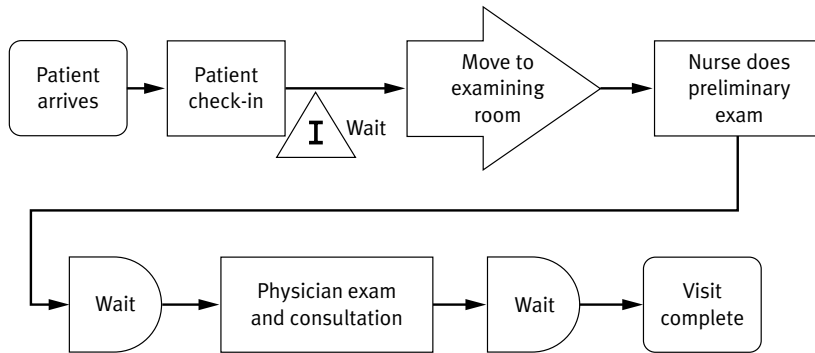 Patient
arrives
Patient
check-in
I
Wait
Move to
examining
room
Nurse does
preliminary
exam
Wait
Physician exam
and consultation
Wait
Visit
complete